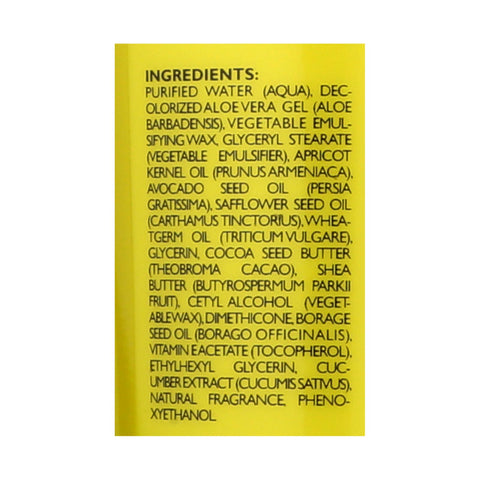 INGREDIENTS:
PURIFIED WATER (AQUA), DEC-
OLORIZED ALOE VERA GEL (ALOE
BARBADENSIS), VEGETABLE EMUL-
SIFYING WAX, GLYCERYL STEARATE
(VEGETABLE EMULSIFIER), APRICOT
KERNEL OIL (PRUNUS ARMENIACA),
AVOCADO SEED OIL (PERSIA
GRATISSIMA), SAFFLOWER SEED OIL
(CARTHAMUS TINCTORIUS), WHEA-
TGERM OIL (TRITICUM VULGARE),
GLYCERIN, COCOA SEED BUTTER
(THEOBROMA CACAO), SHEA
BUTTER (BUTYROSPERMUM PARKII
FRUIT), CETYL ALCOHOL (VEGET-
ABLE WAX), DIMETHICONE, BORAGE
SEED OIL (BORAGO OFFICINALIS),
VITAMIN E ACETATE (TOCOPHEROL),
ETHYLHEXYL GLYCERIN, CUC-
UMBER EXTRACT (CUCUMIS SATIVUS),
NATURAL FRAGRANCE, PHENO-
XYETHANOL.